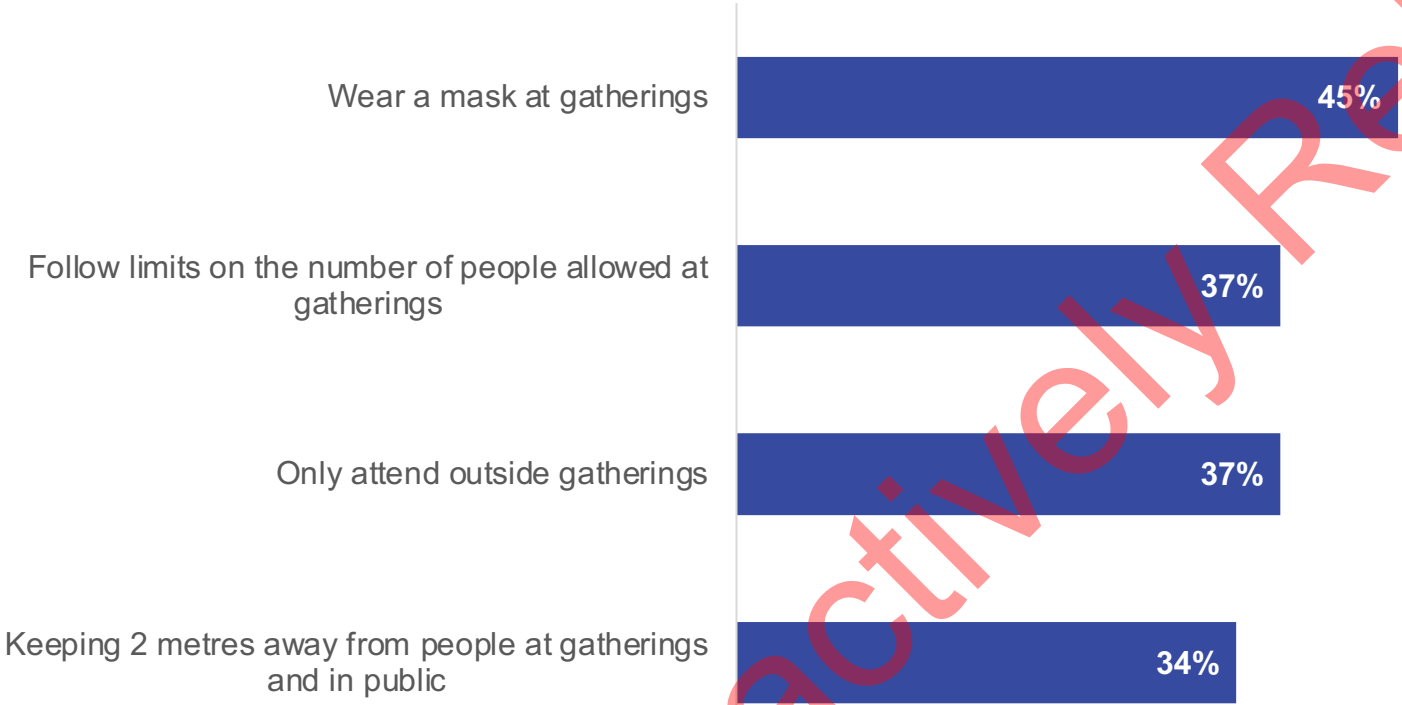 Wear a mask at gatherings
45%
Follow limits on the number of people allowed at
gatherings
37%
Only attend outside gatherings
37%
Keeping 2 metres away from people at gatherings
and in public
34%
actively Re